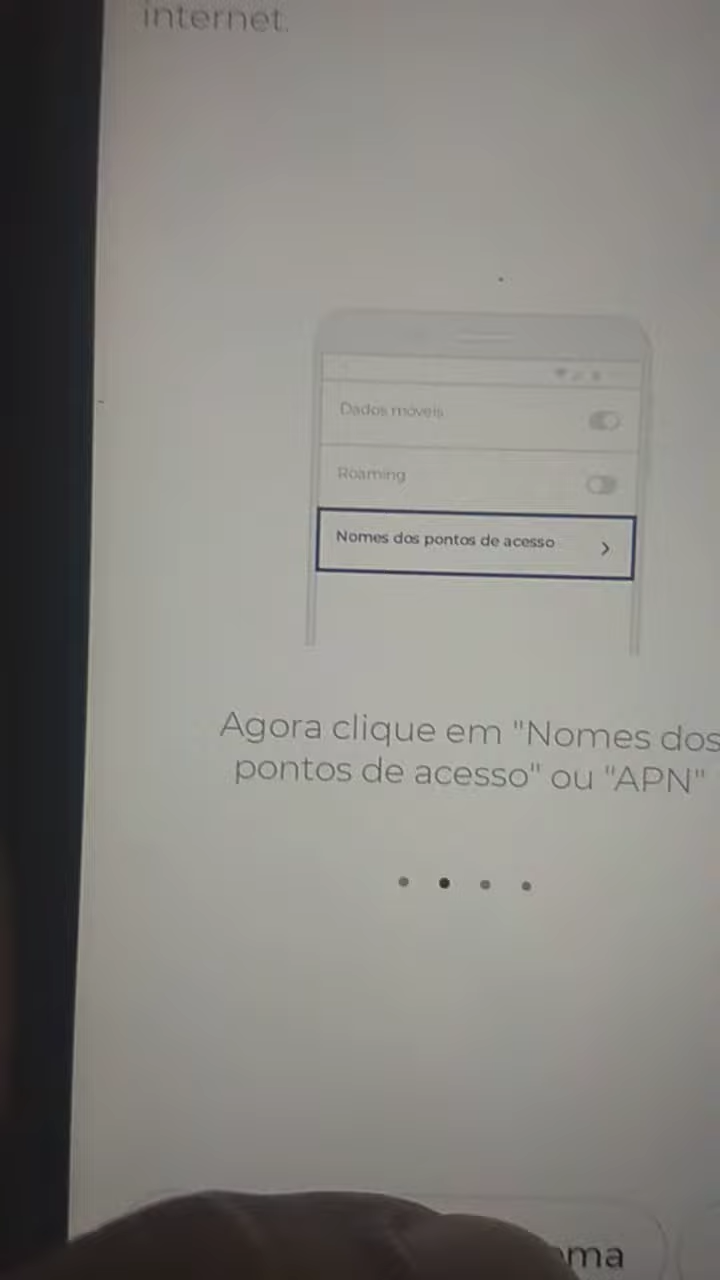 internet.
Dados móveis
Roaming
Nomes dos pontos de acesso
Agora clique em "Nomes dos
pontos de acesso" ou "APN"